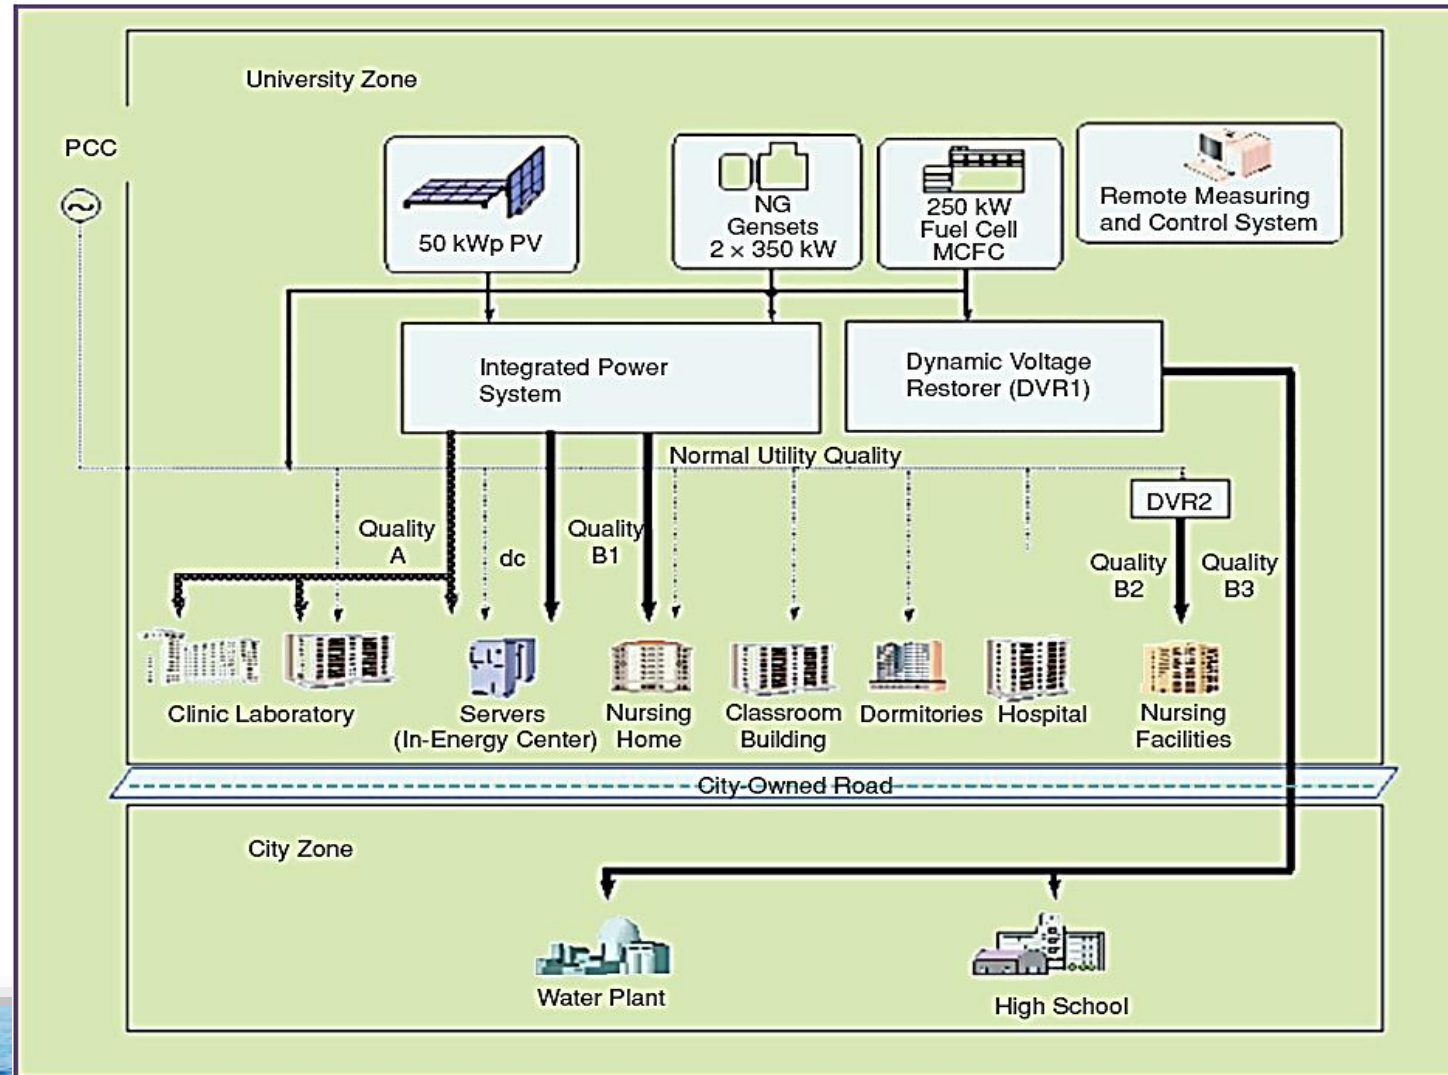 University Zone
PCC
50 kWp PV
NG
Gensets
2 × 350 kW
250 kW
Fuel Cell
MCFC
Remote Measuring
and Control System
Integrated Power
System
Dynamic Voltage
Restorer (DVR1)
Normal Utility Quality
DVR2
Quality
A
dc
Quality
B1
Quality
B2
Quality
B3
Clinic Laboratory
Servers
(In-Energy Center)
Nursing
Home
Classroom
Building
Dormitories
Hospital
Nursing
Facilities
City-Owned Road
City Zone
Water Plant
High School